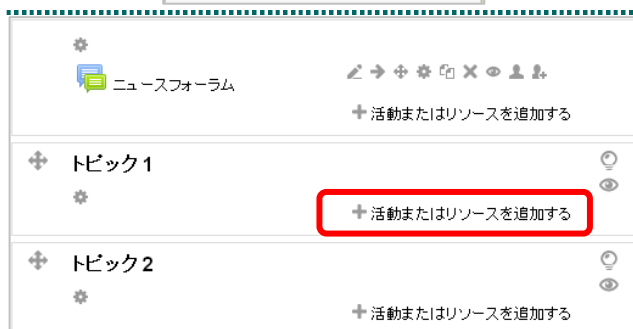 ニュースフォーラム
活動またはリソースを追加する
トピック1
活動またはリソースを追加する
トピック2
活動またはリソースを追加する